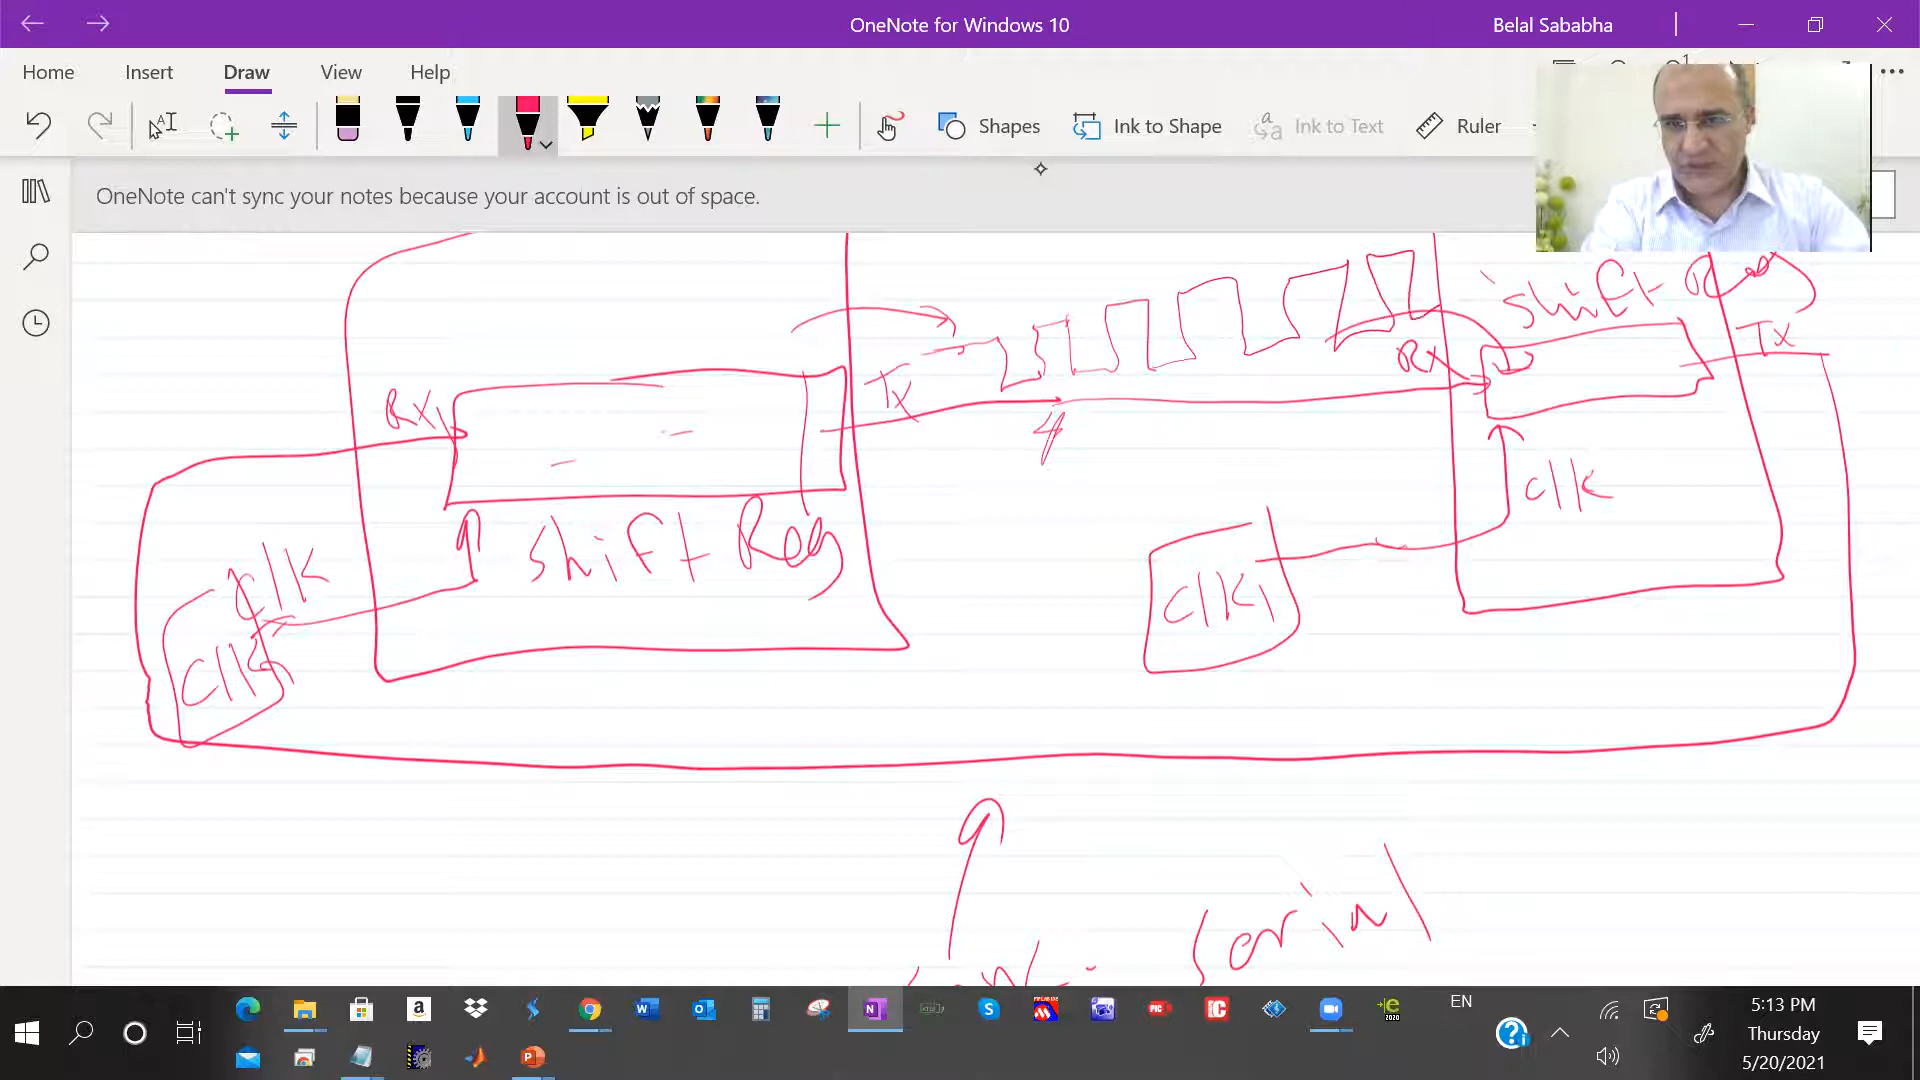 OneNote for Windows 10
Belal Sababha
Home Insert Draw View Help
Shapes Ink to Shape Ink to Text Ruler
OneNote can't sync your notes because your account is out of space.
shift Reg
Rx Tx Rx Tx
clk
shift Reg
clk
clk
clk
serial
EN
5:13 PM
Thursday
5/20/2021